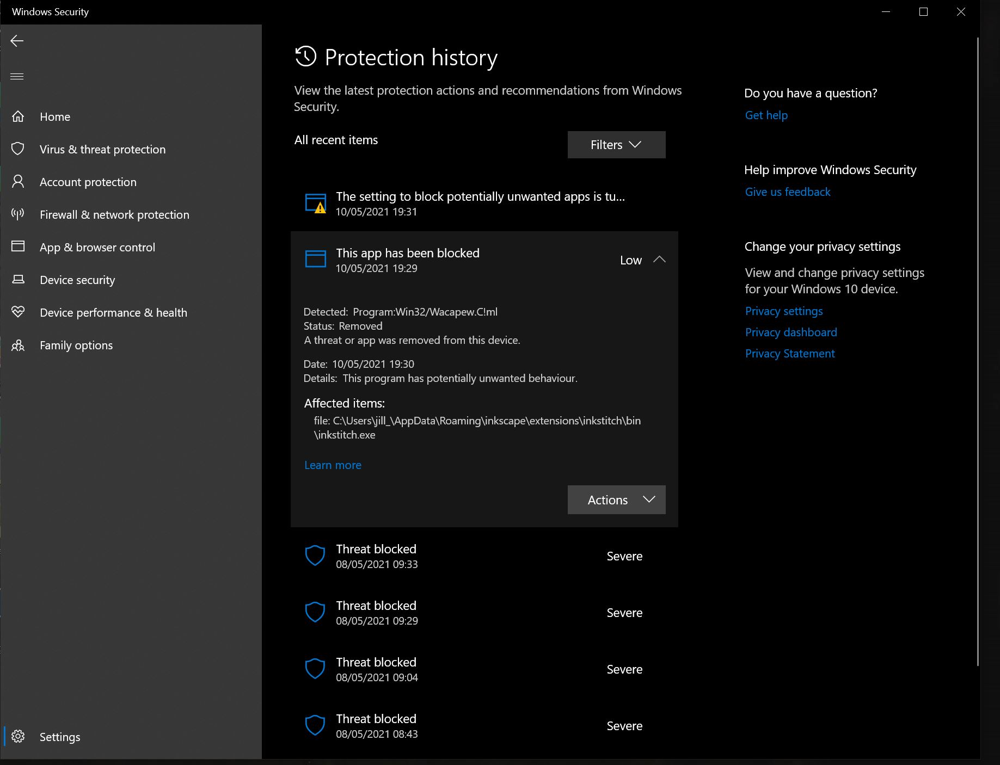 Windows Security
Home
Virus & threat protection
Account protection
Firewall & network protection
App & browser control
Device security
Device performance & health
Family options
Settings
Protection history
View the latest protection actions and recommendations from Windows
Security.
All recent items
Filters
The setting to block potentially unwanted apps is tu...
10/05/2021 19:31
This app has been blocked
10/05/2021 19:29
Low
Detected: Program:Win32/Wacapew.C!ml
Status: Removed
A threat or app was removed from this device.
Date: 10/05/2021 19:30
Details: This program has potentially unwanted behaviour.
Affected items:
file: C:\Users\jill_\AppData\Roaming\inkscape\extensions\inkstitch\bin
\inkstitch.exe
Learn more
Actions
Threat blocked
08/05/2021 09:33
Severe
Threat blocked
08/05/2021 09:29
Severe
Threat blocked
08/05/2021 09:04
Severe
Threat blocked
08/05/2021 08:43
Severe
Do you have a question?
Get help
Help improve Windows Security
Give us feedback
Change your privacy settings
View and change privacy settings
for your Windows 10 device.
Privacy settings
Privacy dashboard
Privacy Statement